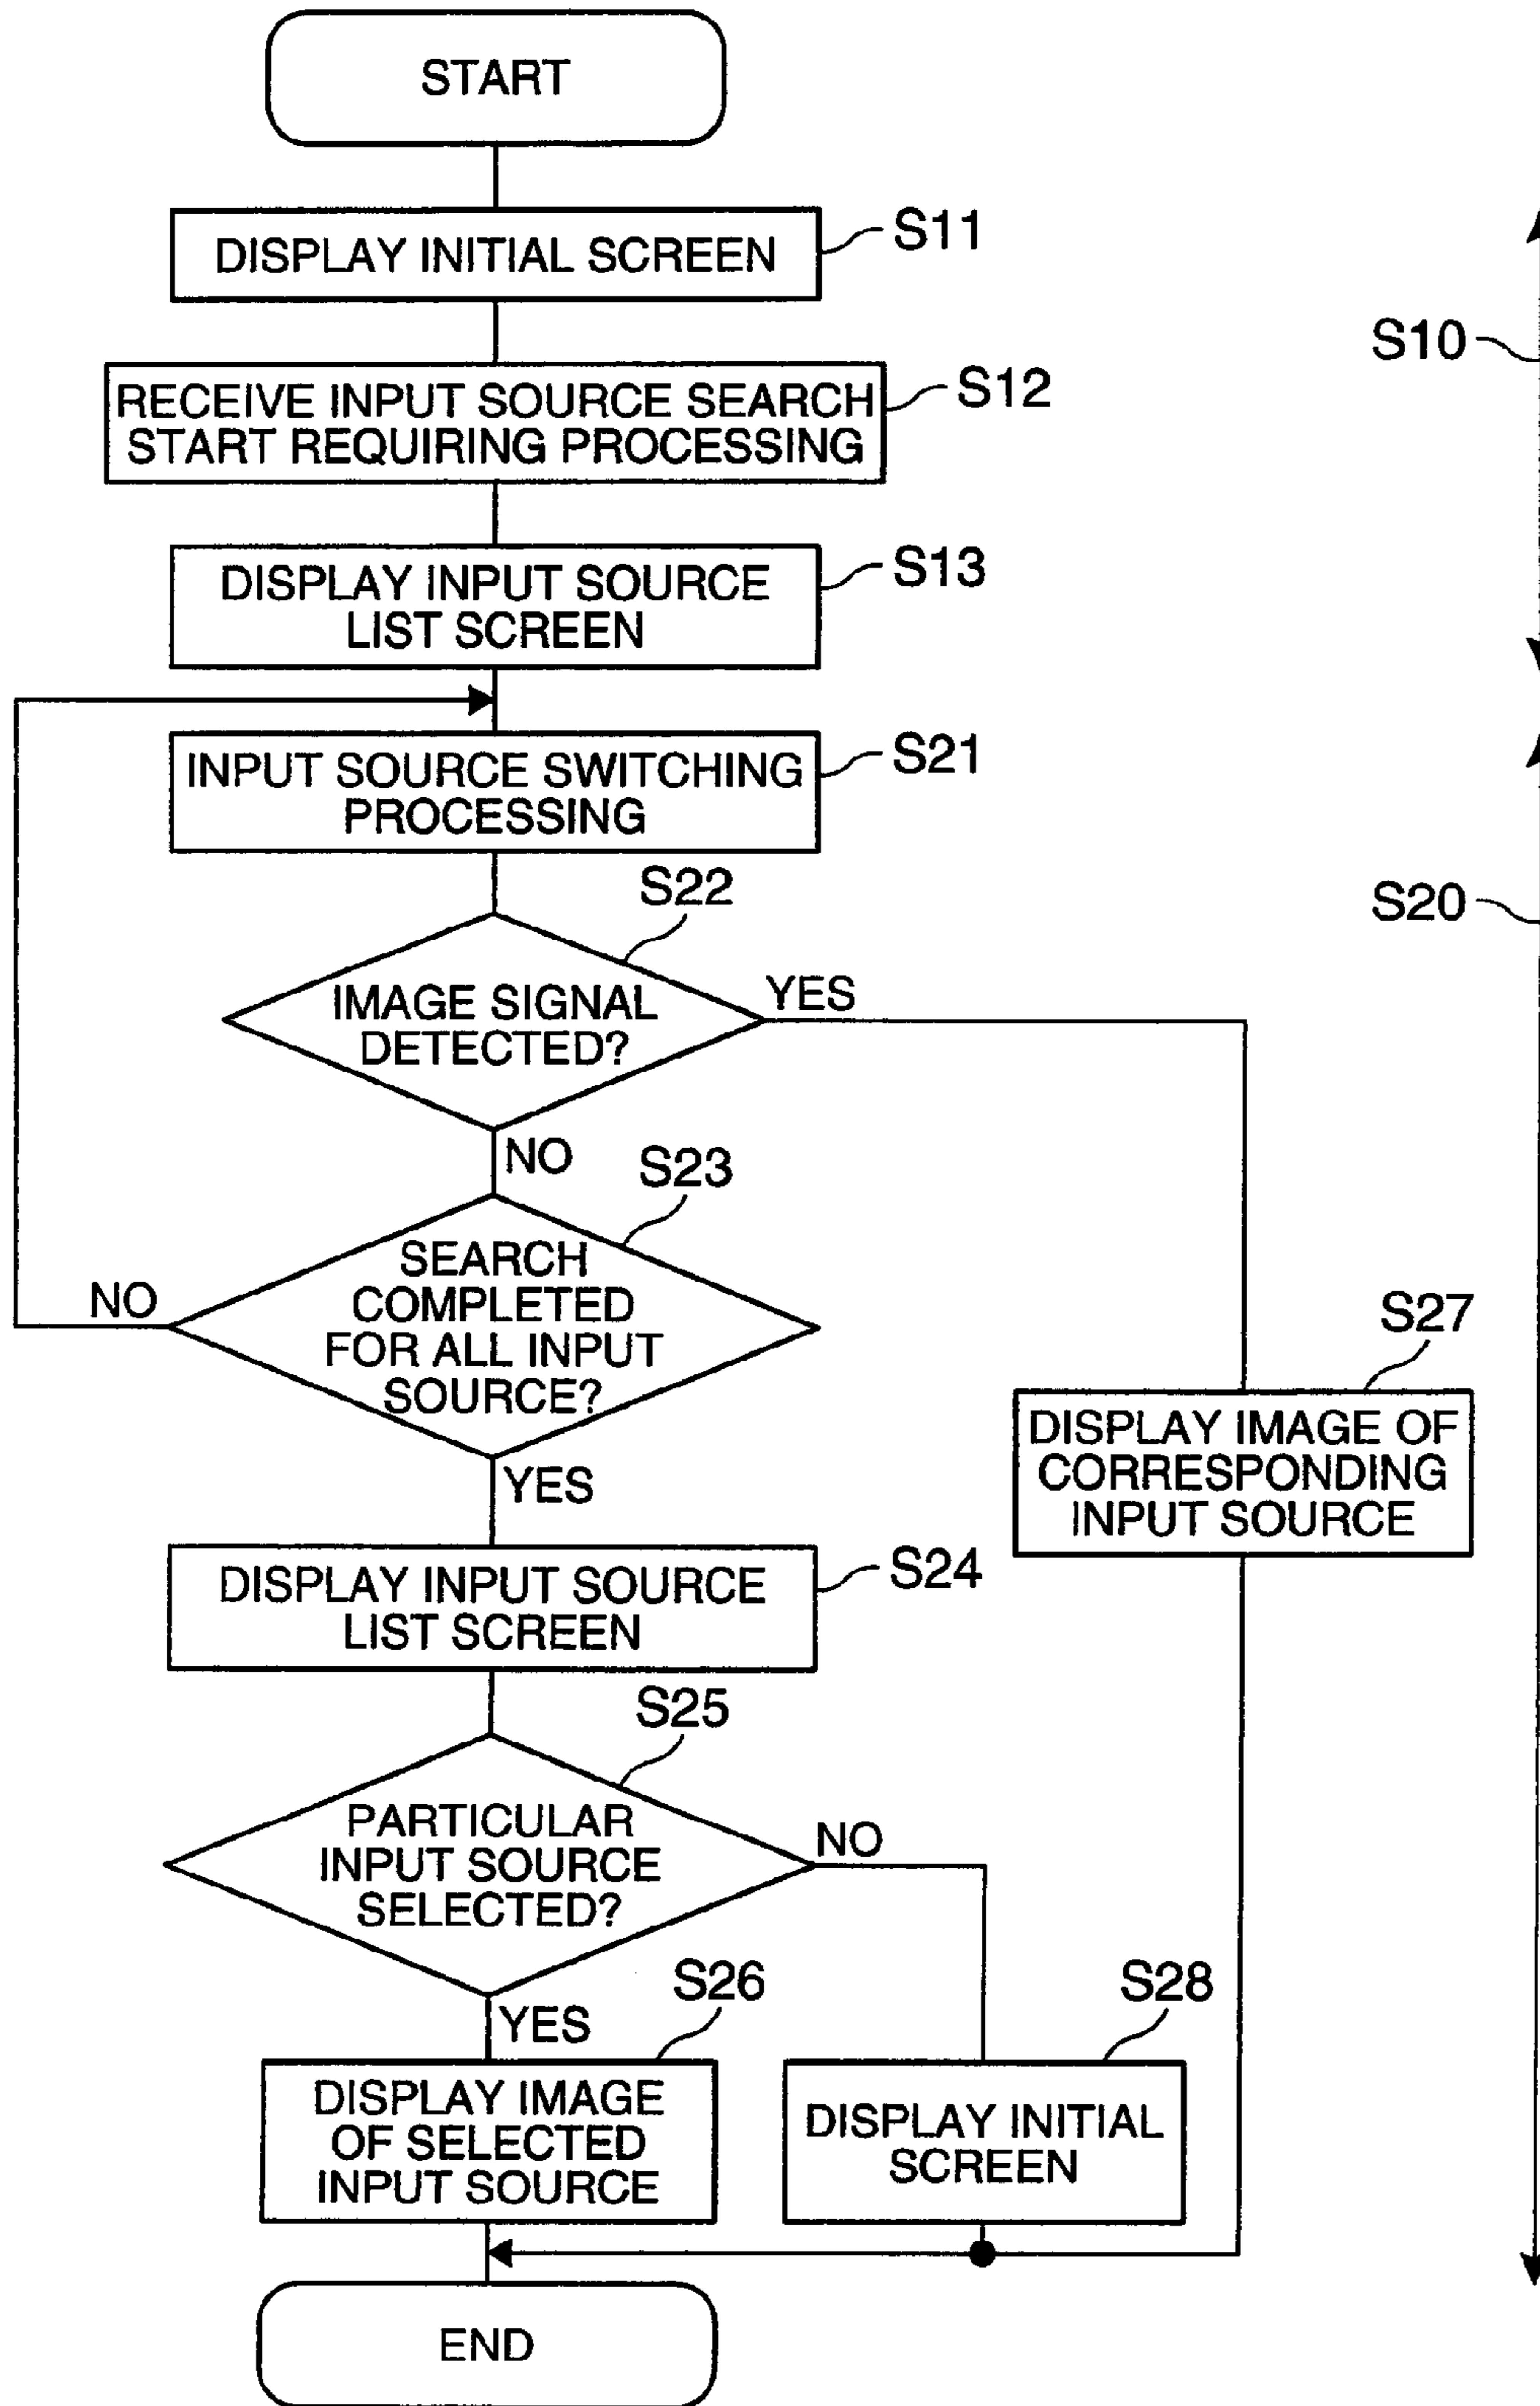 START
DISPLAY INITIAL SCREEN
S11
S10
RECEIVE INPUT SOURCE SEARCH
START REQUIRING PROCESSING
S12
DISPLAY INPUT SOURCE
LIST SCREEN
S13
INPUT SOURCE SWITCHING
PROCESSING
S21
S22
S20
IMAGE SIGNAL
DETECTED?
YES
NO
S23
SEARCH
COMPLETED
FOR ALL INPUT
SOURCE?
NO
YES
S27
DISPLAY IMAGE OF
CORRESPONDING
INPUT SOURCE
DISPLAY INPUT SOURCE
LIST SCREEN
S24
S25
PARTICULAR
INPUT SOURCE
SELECTED?
NO
YES
S26
DISPLAY IMAGE
OF SELECTED
INPUT SOURCE
S28
DISPLAY INITIAL
SCREEN
END